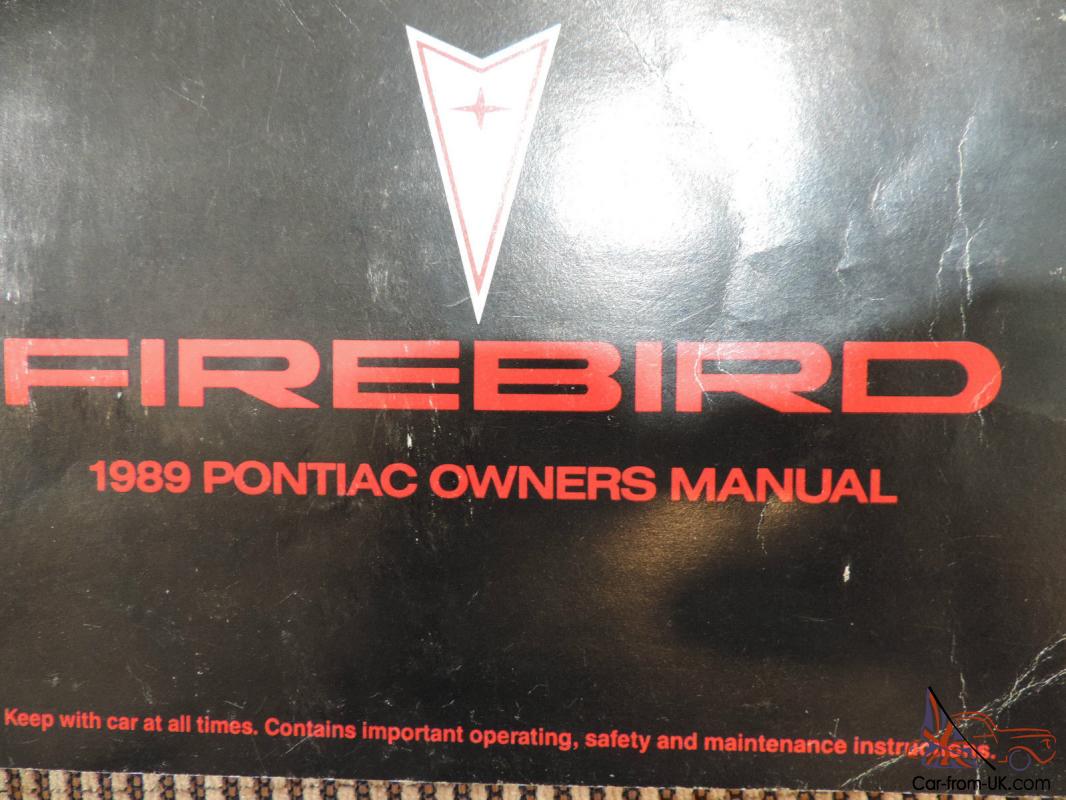 FIREBIRD
1989 PONTIAC OWNERS MANUAL
Keep with car at all times. Contains important operating, safety and maintenance instructions.
Car-from-UK.com